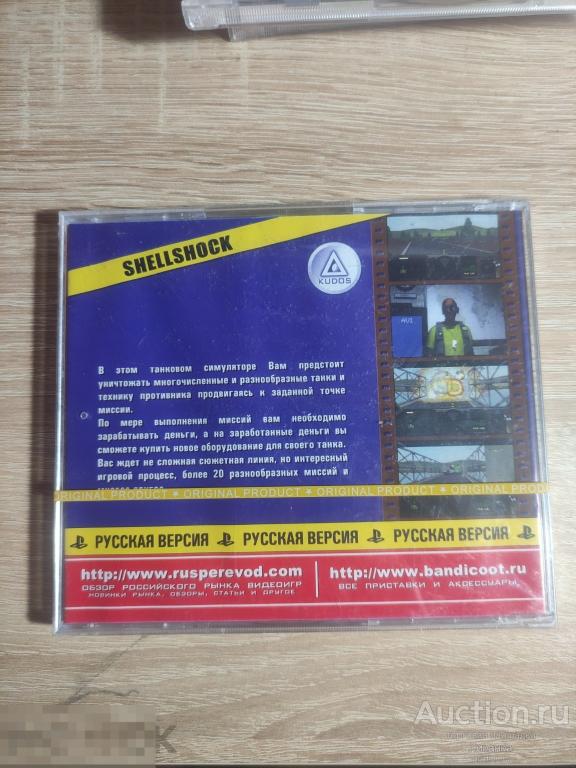 SHELLSHOCK
KUDOS
В этом танковом симуляторе Вам предстоит
уничтожать многочисленные и разнообразные танки и
технику противника продвигаясь к заданной точке
миссии.
По мере выполнения миссий вам необходимо
зарабатывать деньги, а на заработанные деньги вы
сможете купить новое оборудование для своего танка.
Вас ждет не сложная сюжетная линия, но интересный
игровой процесс, более 20 разнообразных миссий и
ORIGINAL PRODUCT * ORIGINAL PRODUCT * ORIGINAL PRODUCT * ORIGINAL PROD
РУССКАЯ ВЕРСИЯ РУССКАЯ ВЕРСИЯ РУССКАЯ ВЕРСИЯ
http://www.rusperevod.com
ОБЗОР РОССИЙСКОГО РЫНКА ВИДЕОИГР
НОВИНКИ РЫНКА, ОБЗОРЫ, СТАТЬИ И ДРУГОЕ
http://www.bandicoot.ru
ВСЕ ПРИСТАВКИ И АКСЕССУАРЫ,
Auction.ru